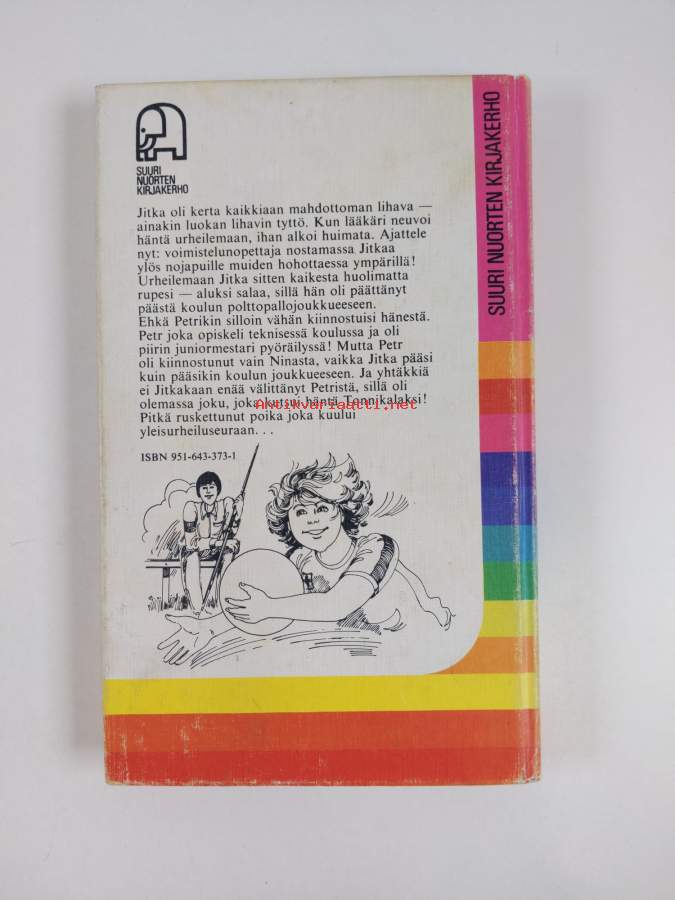 SUURI
NUORTEN
KIRJAKERHO
Jitka oli kerta kaikkiaan mahdottoman lihava —
ainakin luokan lihavin tyttö. Kun lääkäri neuvoi
häntä urheilemaan, ihan alkoi huimata. Ajattele
nyt: voimistelunopettaja nostamassa Jitkaa
ylös nojapuille muiden hohottaessa ympärillä!
Urheilemaan Jitka sitten kaikesta huolimatta
rupesi — aluksi salaa, sillä hän oli päättänyt
päästä koulun polttopallojoukkueeseen.
Ehkä Petrikin silloin vähän kiinnostuisi hänestä.
Petr joka opiskeli teknisessä koulussa ja oli
piirin juniormestari pyöräilyssä! Mutta Petr
oli kiinnostunut vain Ninasta, vaikka Jitka pääsi
kuin pääsikin koulun joukkueeseen. Ja yhtäkkiä
ei Jitkakaan enää välittänyt Petristä, sillä oli
olemassa joku, joka kutsui häntä Tonnikalaksi!
Antikvariaatti.net
Pitkä ruskettunut poika joka kuului
yleisurheiluseuraan. . .
ISBN 951-643-373-1
SUURI NUORTEN KIRJAKERHO